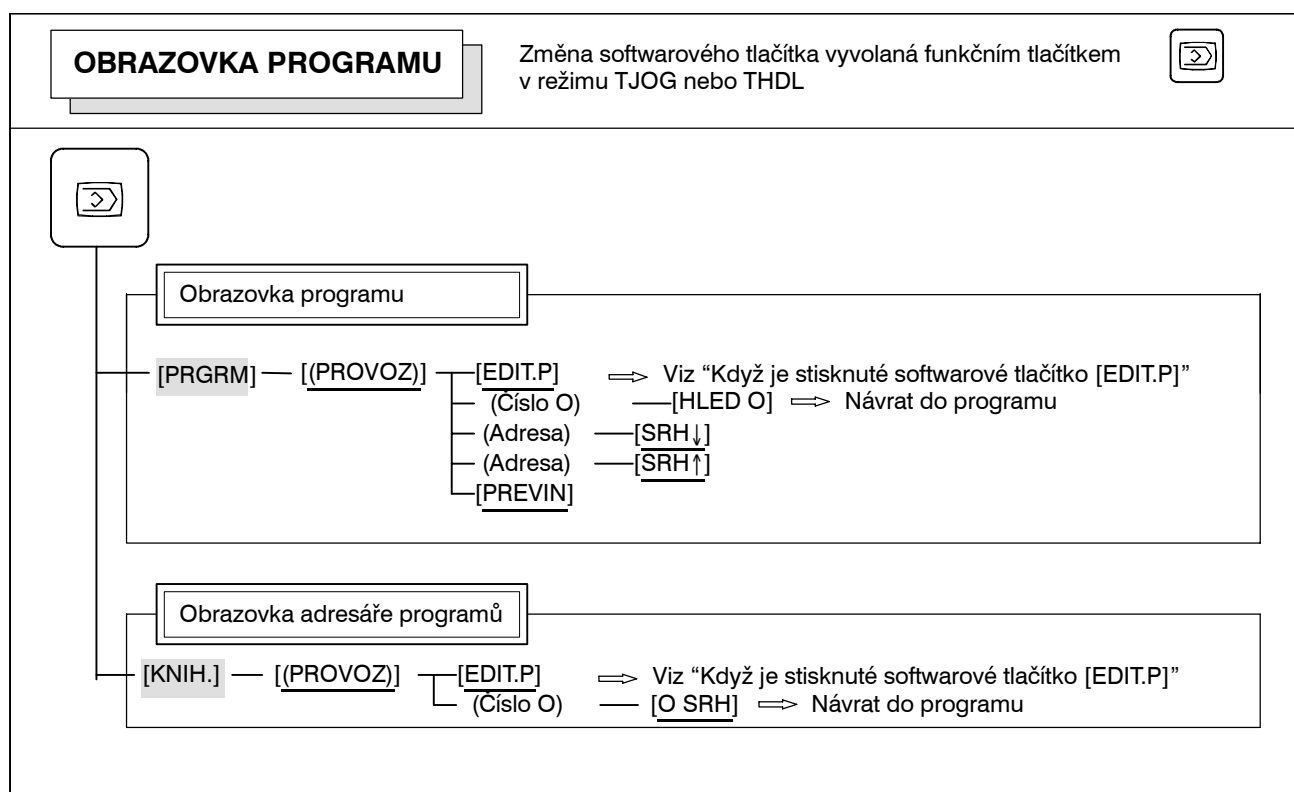 OBRAZOVKA PROGRAMU
Změna softwarového tlačítka vyvolaná funkčním tlačítkem
v režimu TJOG nebo THDL
Obrazovka programu
[PRGRM] [(PROVOZ)] [EDIT.P] ⇒ Viz “Když je stisknuté softwarové tlačítko [EDIT.P]”
(Číslo O) [HLED O] ⇒ Návrat do programu
(Adresa) [SRH↓]
(Adresa) [SRH↑]
[PREVIN]
Obrazovka adresáře programů
[KNIH.] [(PROVOZ)] [EDIT.P] ⇒ Viz “Když je stisknuté softwarové tlačítko [EDIT.P]”
(Číslo O) [O SRH] ⇒ Návrat do programu